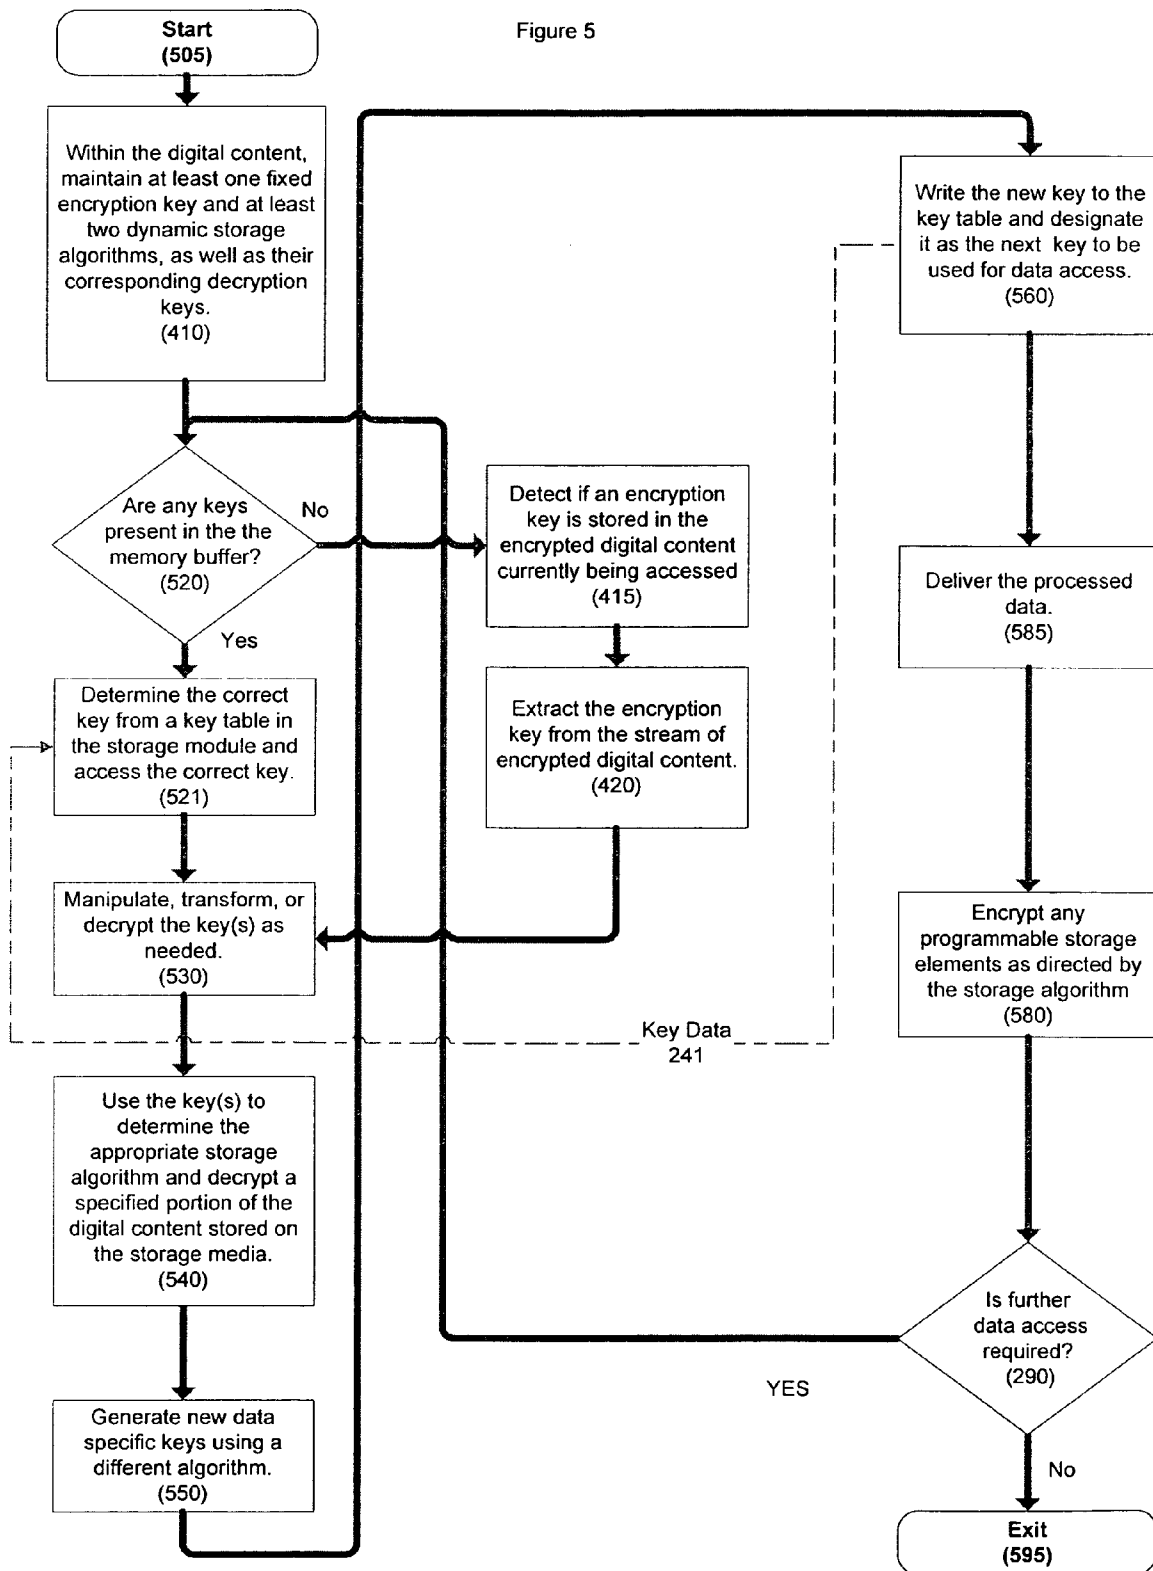 Figure 5
Start
(505)
Within the digital content,
maintain at least one fixed
encryption key and at least
two dynamic storage
algorithms, as well as their
corresponding decryption
keys.
(410)
Are any keys
present in the the
memory buffer?
(520)
No
Yes
Detect if an encryption
key is stored in the
encrypted digital content
currently being accessed
(415)
Extract the encryption
key from the stream of
encrypted digital content.
(420)
Determine the correct
key from a key table in
the storage module and
access the correct key.
(521)
Manipulate, transform, or
decrypt the key(s) as
needed.
(530)
Use the key(s) to
determine the
appropriate storage
algorithm and decrypt a
specified portion of the
digital content stored on
the storage media.
(540)
Generate new data
specific keys using a
different algorithm.
(550)
Write the new key to the
key table and designate
it as the next key to be
used for data access.
(560)
Key Data
241
Deliver the processed
data.
(585)
Encrypt any
programmable storage
elements as directed by
the storage algorithm
(580)
Is further
data access
required?
(290)
YES
No
Exit
(595)